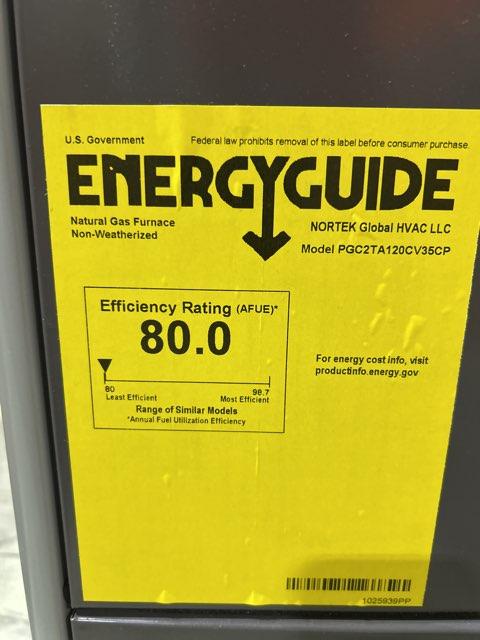 U.S. Government
Federal law prohibits removal of this label before consumer purchase.
ENERGYGUIDE
Natural Gas Furnace
Non-Weatherized
NORTEK Global HVAC LLC
Model PGC2TA120CV35CP
Efficiency Rating (AFUE)*
80.0
80
98.7
Least Efficient
Most Efficient
Range of Similar Models
*Annual Fuel Utilization Efficiency
For energy cost info, visit
productinfo.energy.gov
1025939PP